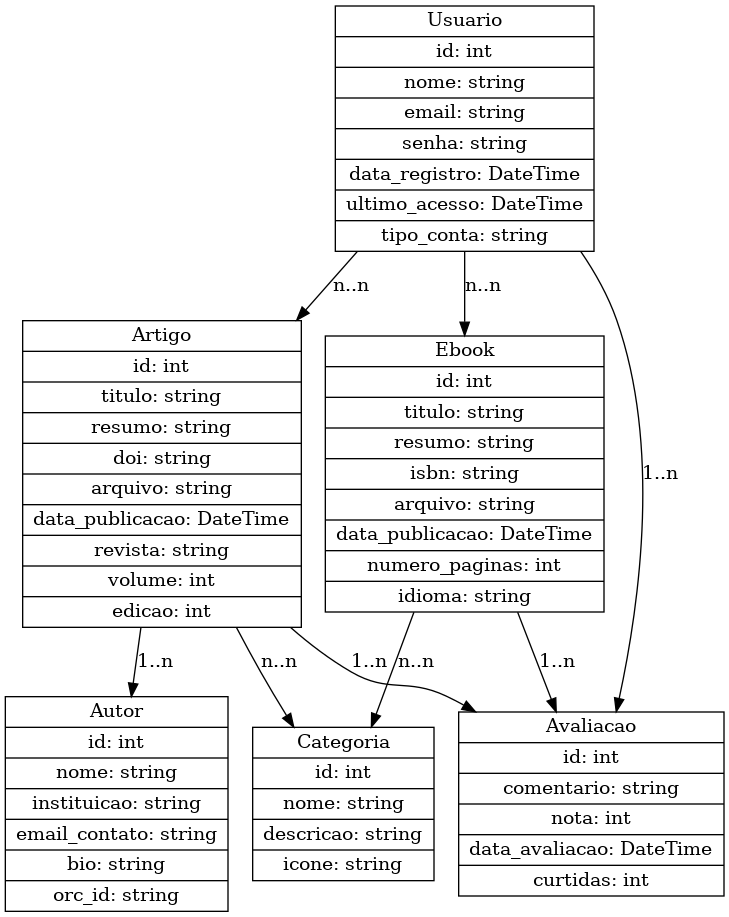 Usuario
id: int
nome: string
email: string
senha: string
data_registro: DateTime
ultimo_acesso: DateTime
tipo_conta: string
n..n
n..n
1..n
Artigo
id: int
titulo: string
resumo: string
doi: string
arquivo: string
data_publicacao: DateTime
revista: string
volume: int
edicao: int
Ebook
id: int
titulo: string
resumo: string
isbn: string
arquivo: string
data_publicacao: DateTime
numero_paginas: int
idioma: string
1..n
n..n
1..n
n..n
1..n
Autor
id: int
nome: string
instituicao: string
email_contato: string
bio: string
orc_id: string
Categoria
id: int
nome: string
descricao: string
icone: string
Avaliacao
id: int
comentario: string
nota: int
data_avaliacao: DateTime
curtidas: int